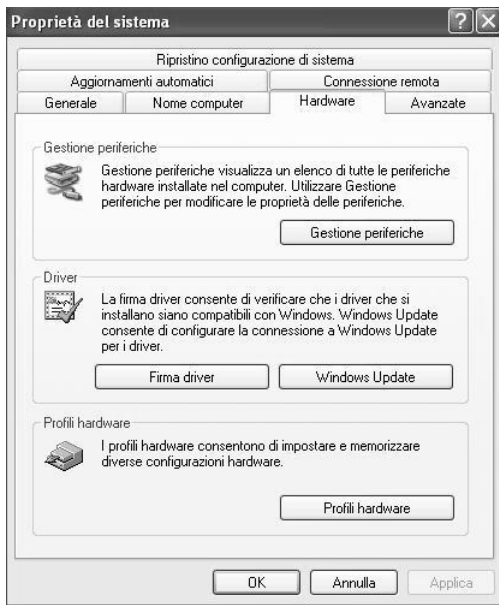 Proprietà del sistema
Ripristino configurazione di sistema
Aggiornamenti automatici
Connessione remota
Generale
Nome computer
Hardware
Avanzate
Gestione periferiche
Gestione periferiche visualizza un elenco di tutte le periferiche
hardware installate nel computer. Utilizzare Gestione
periferiche per modificare le proprietà delle periferiche.
Gestione periferiche
Driver
La firma driver consente di verificare che i driver che si
installano siano compatibili con Windows. Windows Update
consente di configurare la connessione a Windows Update
per i driver.
Firma driver
Windows Update
Profili hardware
I profili hardware consentono di impostare e memorizzare
diverse configurazioni hardware.
Profili hardware
OK
Annulla
Applica